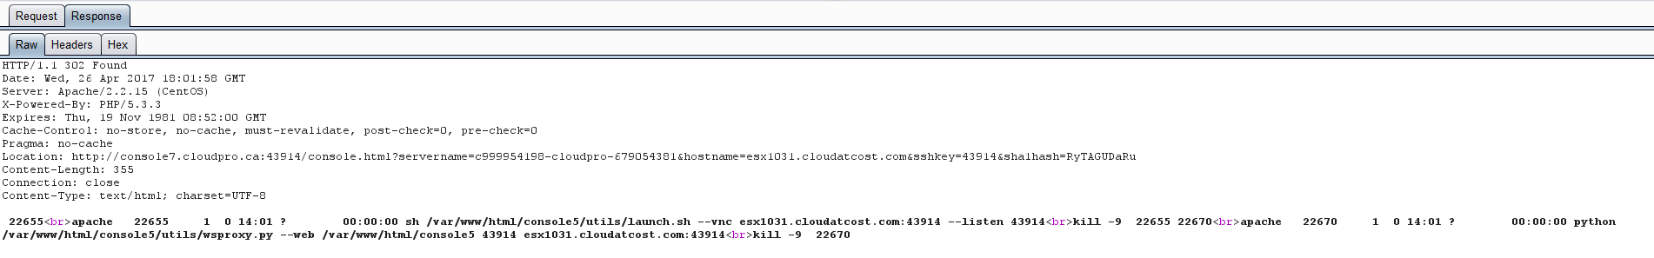 Request Response
Raw Headers Hex
HTTP/1.1 302 Found
Date: Wed, 26 Apr 2017 18:01:58 GMT
Server: Apache/2.2.15 (CentOS)
X-Powered-By: PHP/5.3.3
Expires: Thu, 19 Nov 1981 08:52:00 GMT
Cache-Control: no-store, no-cache, must-revalidate, post-check=0, pre-check=0
Pragma: no-cache
Location: http://console7.cloudpro.ca:43914/console.html?servername=c999954198-cloudpro-679054381&hostname=esx1031.cloudatcost.com&sshkey=43914&sha1hash=RyTAGUDaRu
Content-Length: 355
Connection: close
Content-Type: text/html; charset=UTF-8
22655<br>apache   22655     1  0 14:01 ?        00:00:00 sh /var/www/html/console5/utils/launch.sh --vnc esx1031.cloudatcost.com:43914 --listen 43914<br>kill -9  22655 22670<br>apache   22670     1  0 14:01 ?        00:00:00 python
/var/www/html/console5/utils/wsproxy.py --web /var/www/html/console5 43914 esx1031.cloudatcost.com:43914<br>kill -9  22670